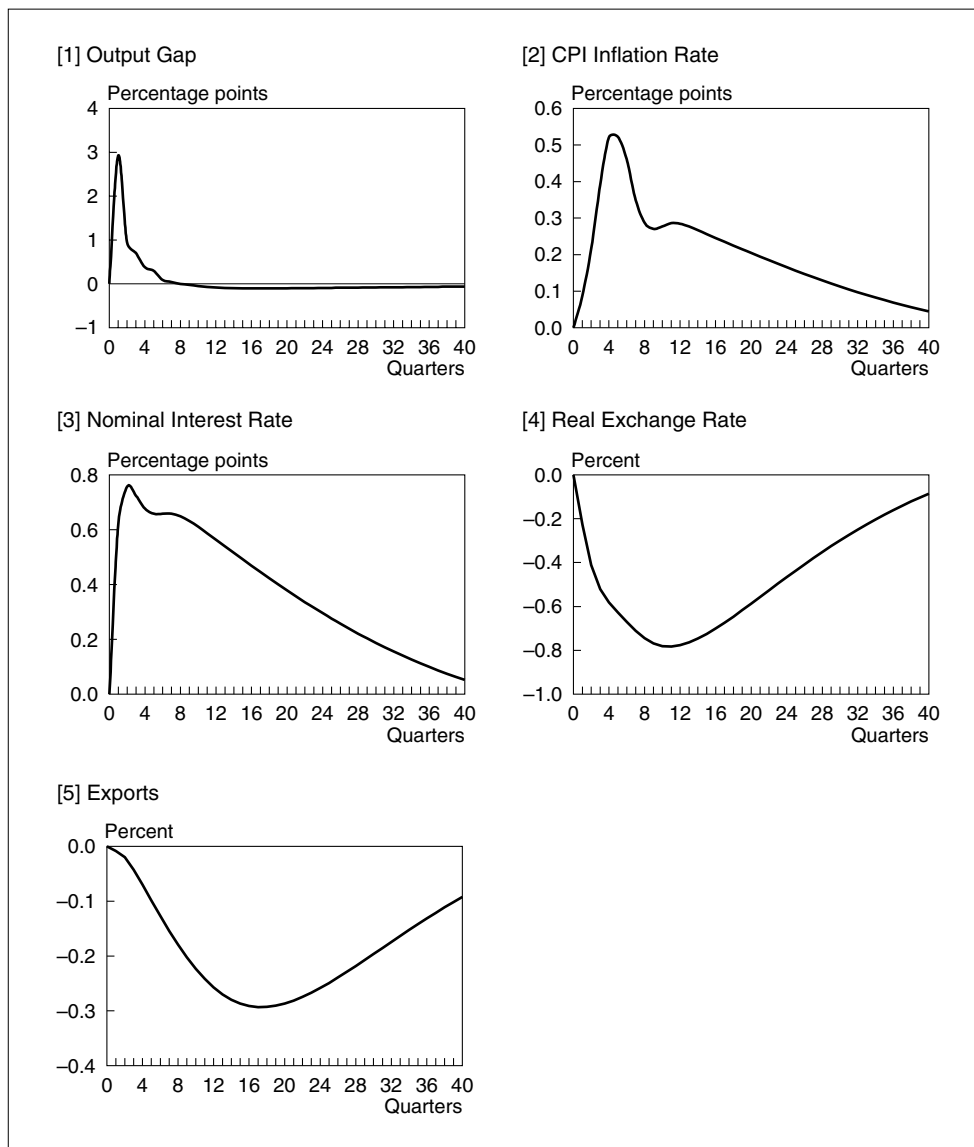 [1] Output Gap
Percentage points
4
3
2
1
0
–1
0 4 8 12 16 20 24 28 32 36 40
Quarters
[2] CPI Inflation Rate
Percentage points
0.6
0.5
0.4
0.3
0.2
0.1
0.0
0 4 8 12 16 20 24 28 32 36 40
Quarters
[3] Nominal Interest Rate
Percentage points
0.8
0.6
0.4
0.2
0.0
0 4 8 12 16 20 24 28 32 36 40
Quarters
[4] Real Exchange Rate
Percent
0.0
–0.2
–0.4
–0.6
–0.8
–1.0
0 4 8 12 16 20 24 28 32 36 40
Quarters
[5] Exports
Percent
0.0
–0.1
–0.2
–0.3
–0.4
0 4 8 12 16 20 24 28 32 36 40
Quarters